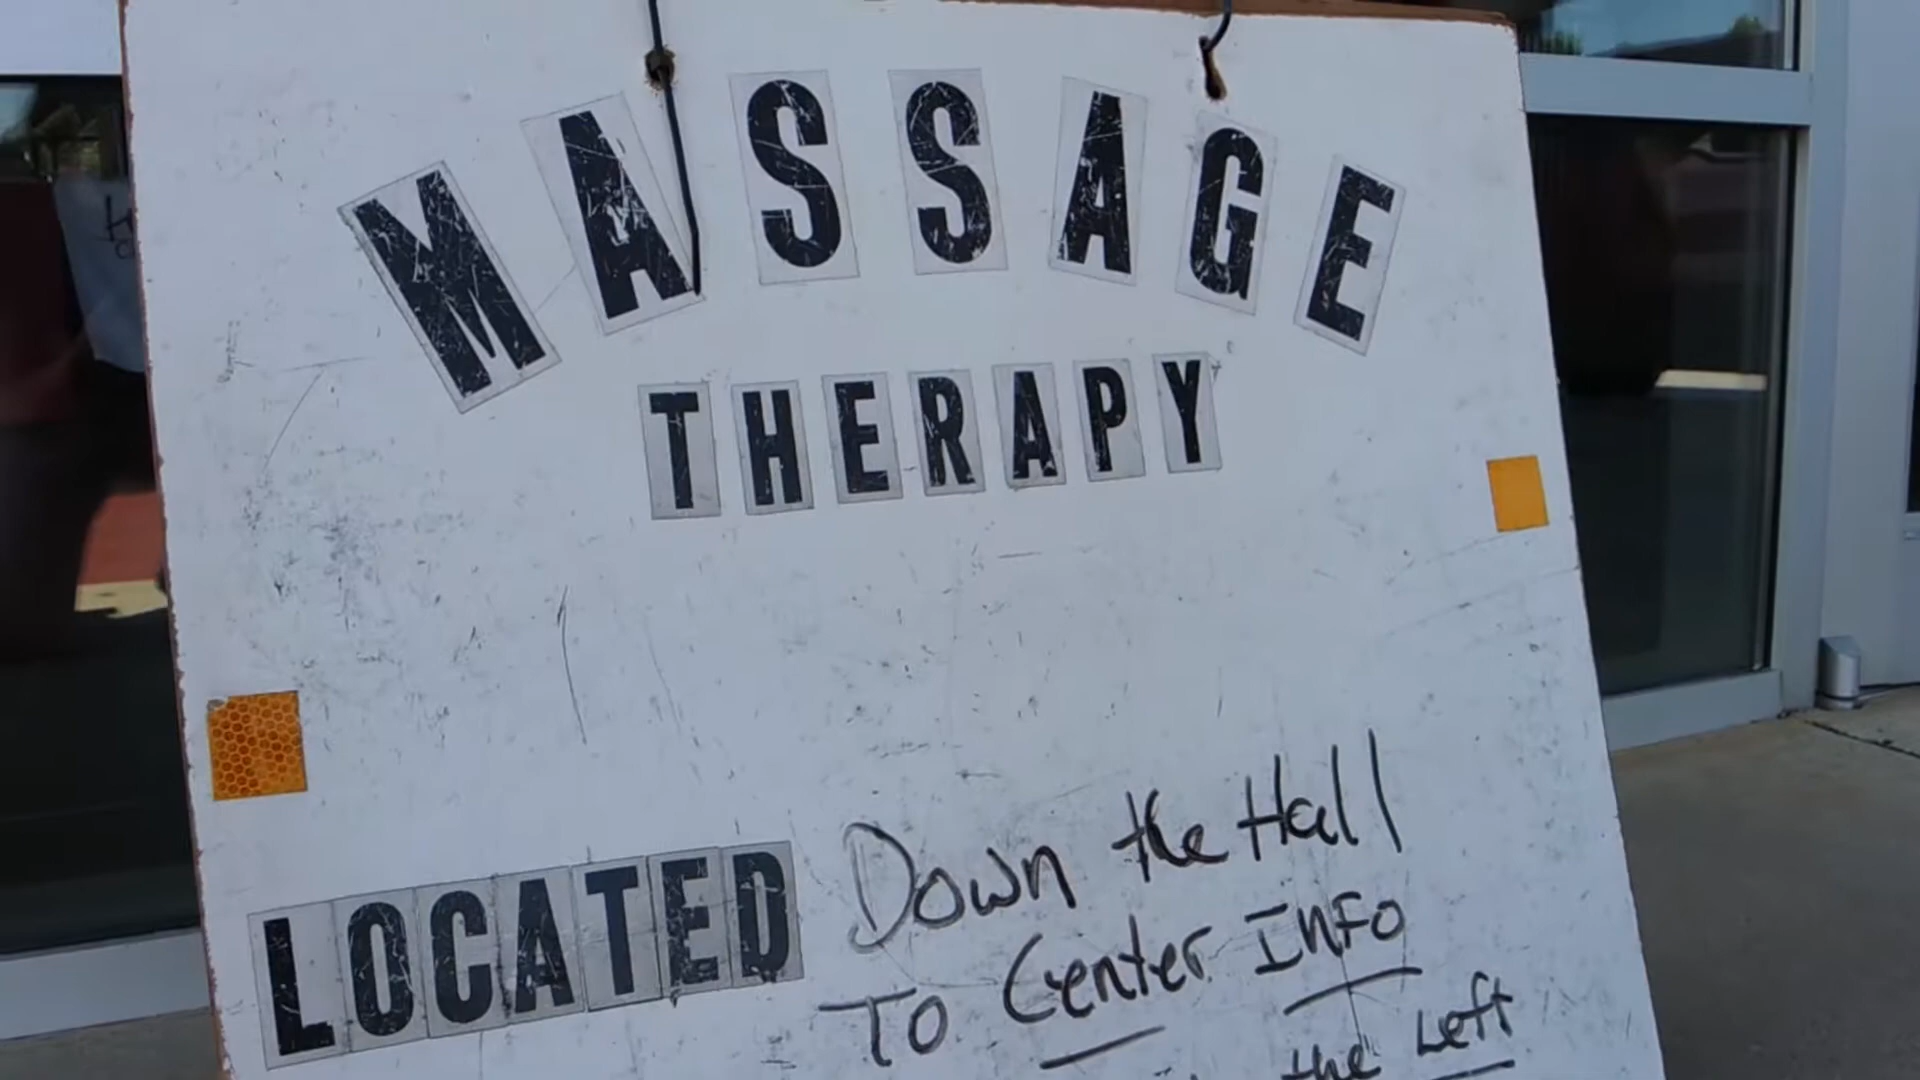 MASSAGE
THERAPY
LOCATED Down the Hall
To Center INFO
the Left